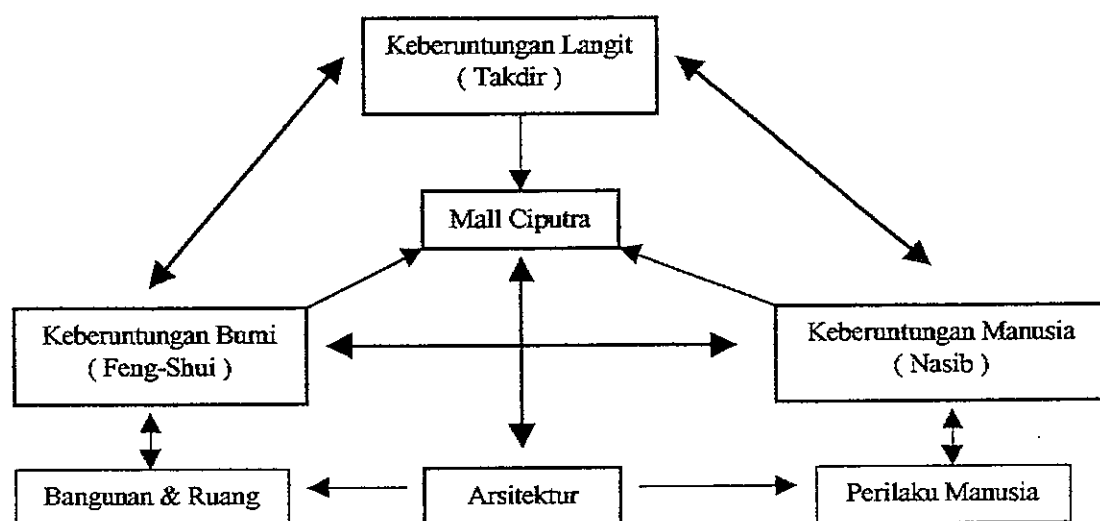 Keberuntungan Langit
( Takdir )
Mall Ciputra
Keberuntungan Bumi
( Feng-Shui )
Keberuntungan Manusia
( Nasib )
Bangunan & Ruang
Arsitektur
Perilaku Manusia